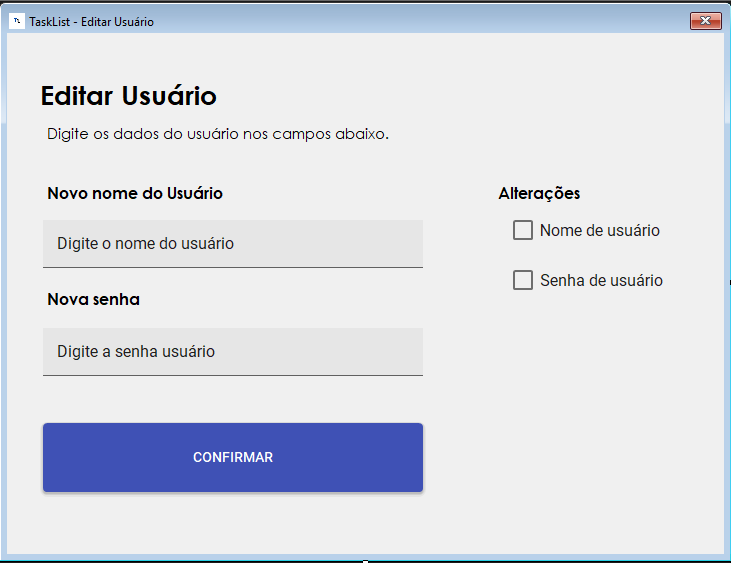 TL TaskList - Editar Usuário
Editar Usuário
Digite os dados do usuário nos campos abaixo.
Novo nome do Usuário
Digite o nome do usuário
Nova senha
Digite a senha usuário
CONFIRMAR
Alterações
Nome de usuário
Senha de usuário